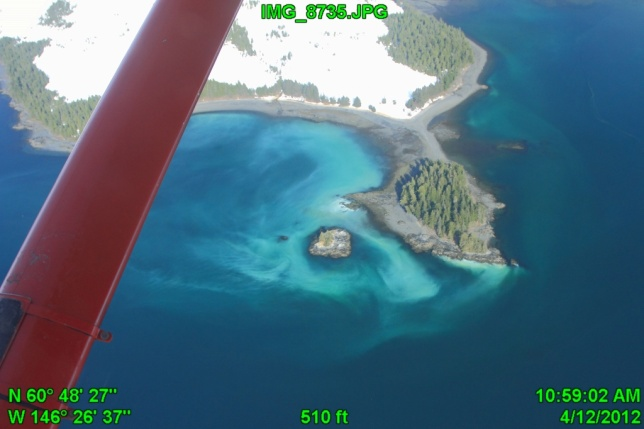 IMG_8735.JPG
N 60° 48' 27"
W 146° 26' 37"
510 ft
10:59:02 AM
4/12/2012